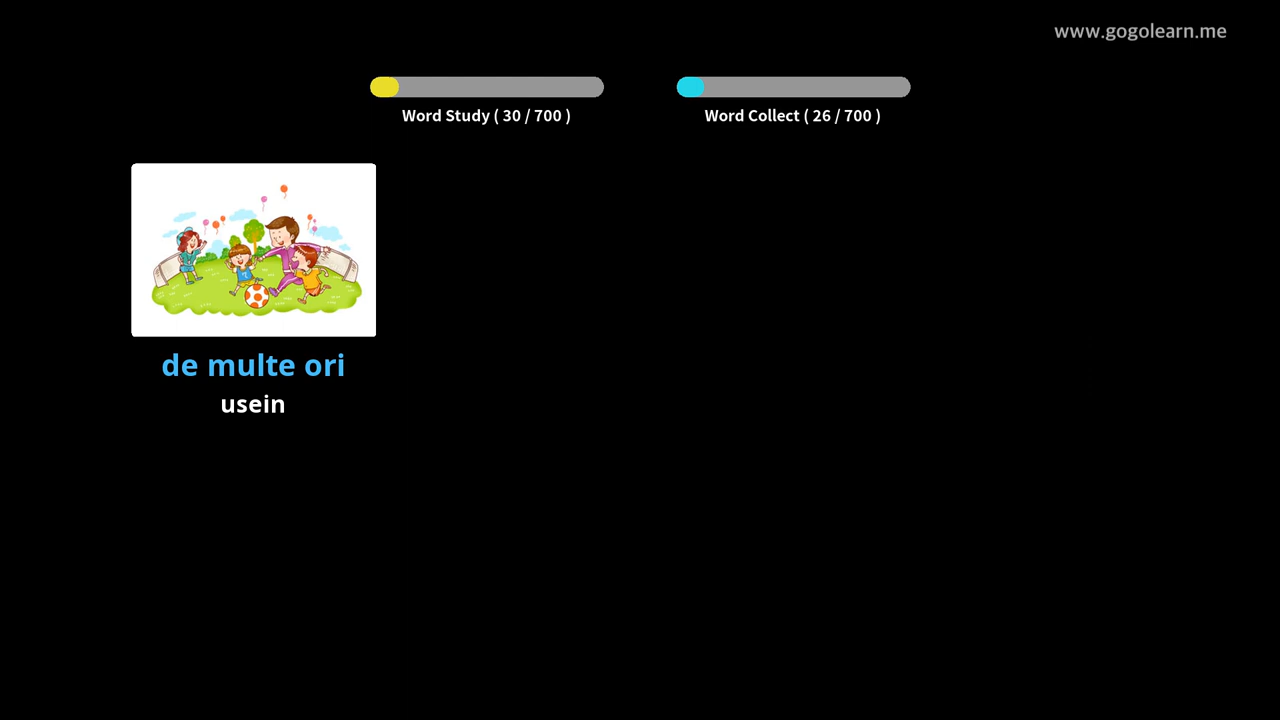 www.gogolearn.me
Word Study ( 30 / 700 )
Word Collect ( 26 / 700 )
de multe ori
usein